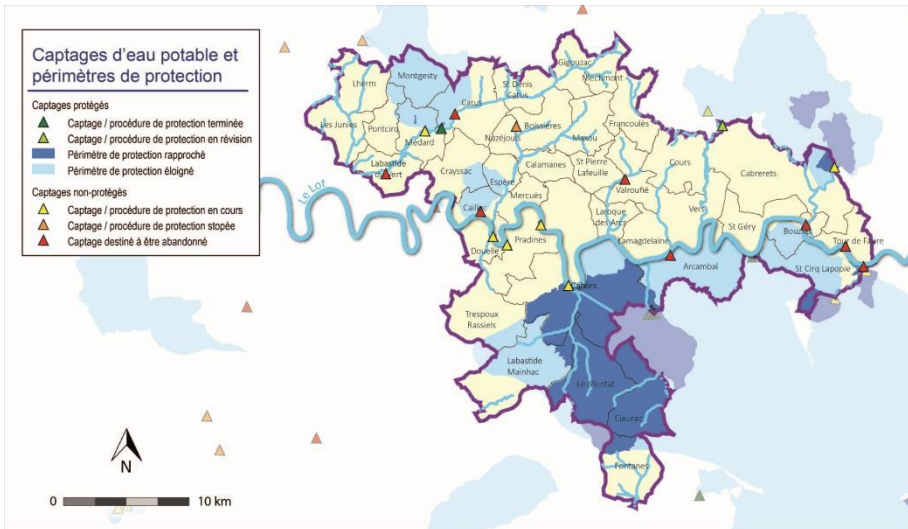 Captages d'eau potable et
périmètres de protection
Captages protégés
Captage / procédure de protection terminée
Captage / procédure de protection en révision
Périmètre de protection rapproché
Périmètre de protection éloigné
Captages non-protégés
Captage / procédure de protection en cours
Captage / procédure de protection stopée
Captage destiné à être abandonné
Gigouzac
Mechmont
Montgesty
Lherm
St Denis
Catus
Catus
Les Junies
Pontcirq
Boissières
Francoulès
Médard
Nuzéjouls
Maxou
Labastide
du Vert
Calamanes
St Pierre
Lafeuille
Cours
Cabrerets
Crayssac
Espère
Valroufié
Mercuès
Caillac
Laroque
des Arcs
Vers
St Géry
Bouziès
Le Lot
Pradines
Douelle
Lamagdelaine
Tour de Faure
Arcambal
St Cirq Lapopie
Cahors
Trespoux
Rassiels
Labastide
Mainhac
Le Montat
Cieurac
Fontanes
N
0
10 km